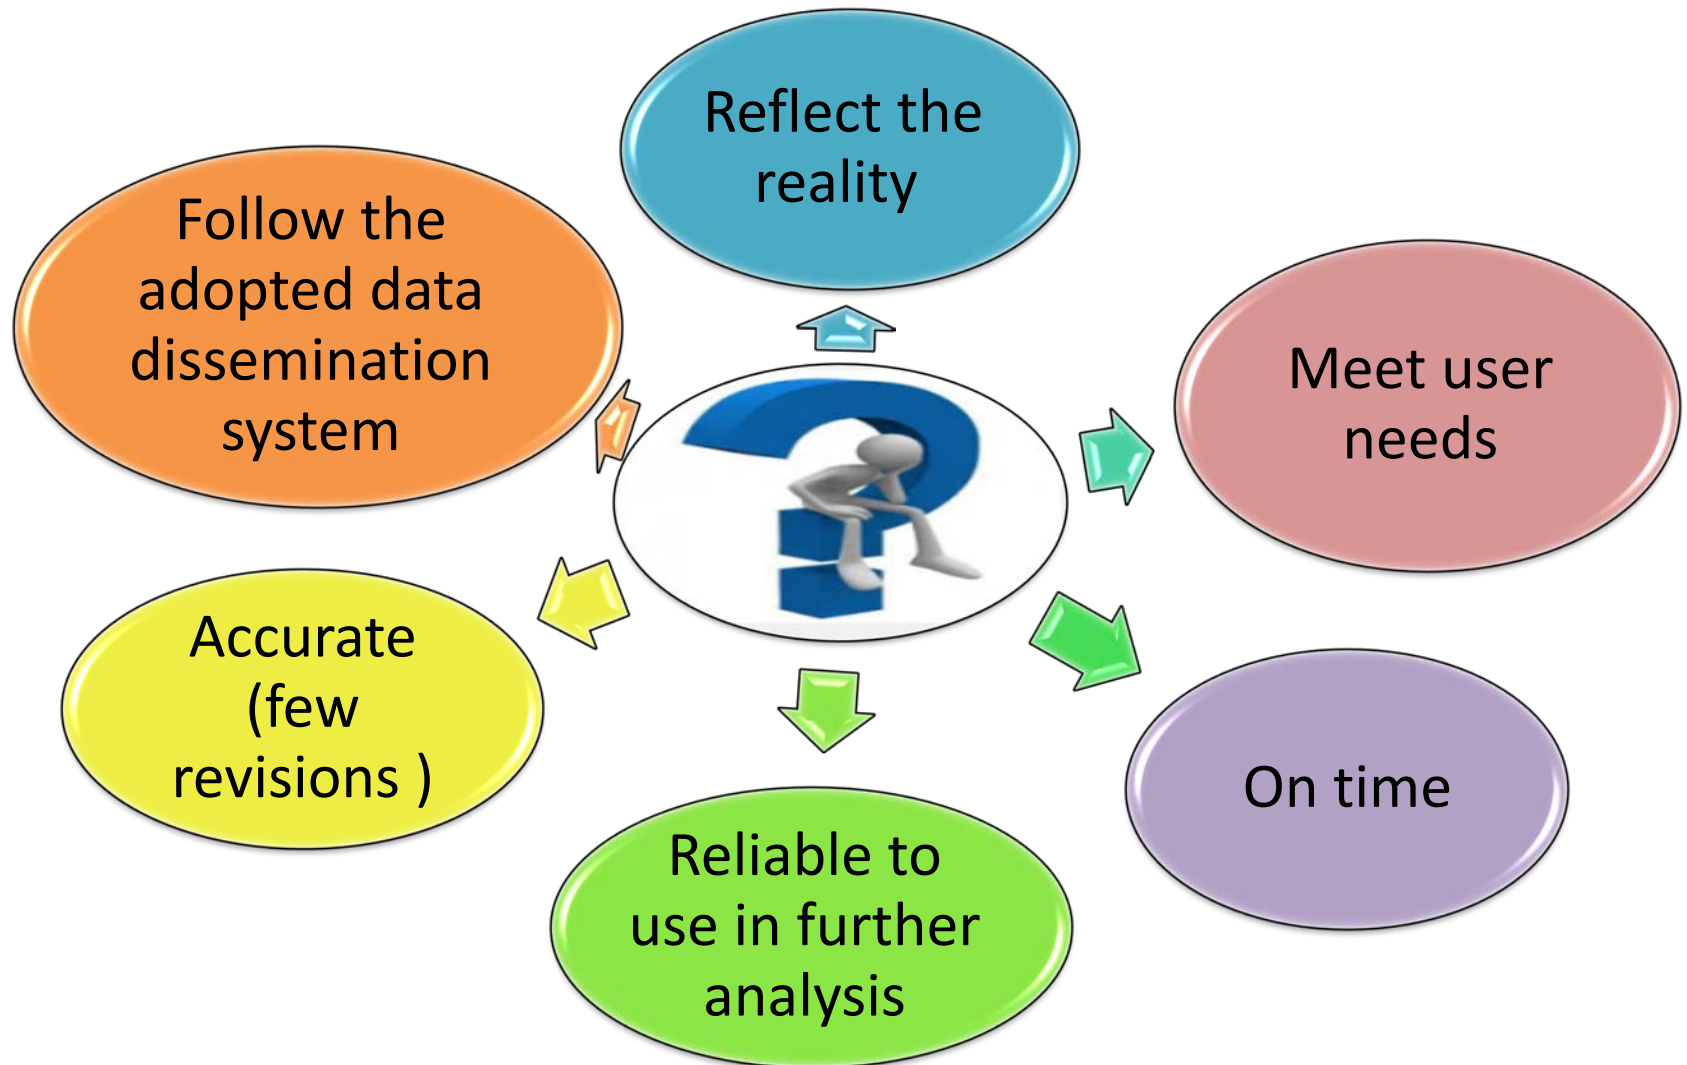 Reflect the
reality
Meet user
needs
On time
Reliable to
use in further
analysis
Accurate
(few
revisions )
Follow the
adopted data
dissemination
system